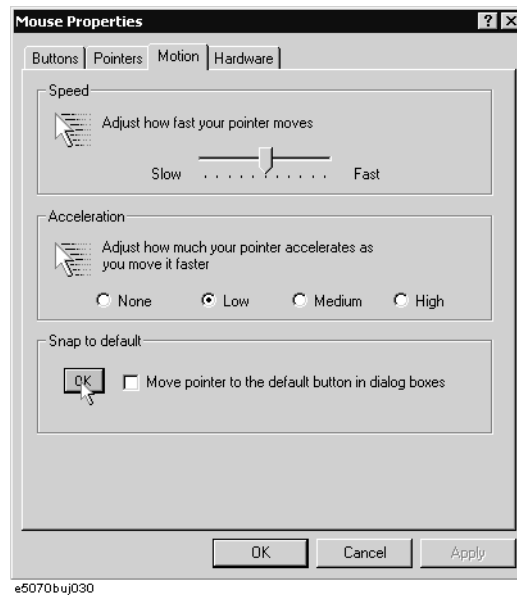 Mouse Properties
Buttons Pointers Motion Hardware
Speed
Adjust how fast your pointer moves
Slow Fast
Acceleration
Adjust how much your pointer accelerates as
you move it faster
None Low Medium High
Snap to default
OK Move pointer to the default button in dialog boxes
OK Cancel Apply
e5070buj030